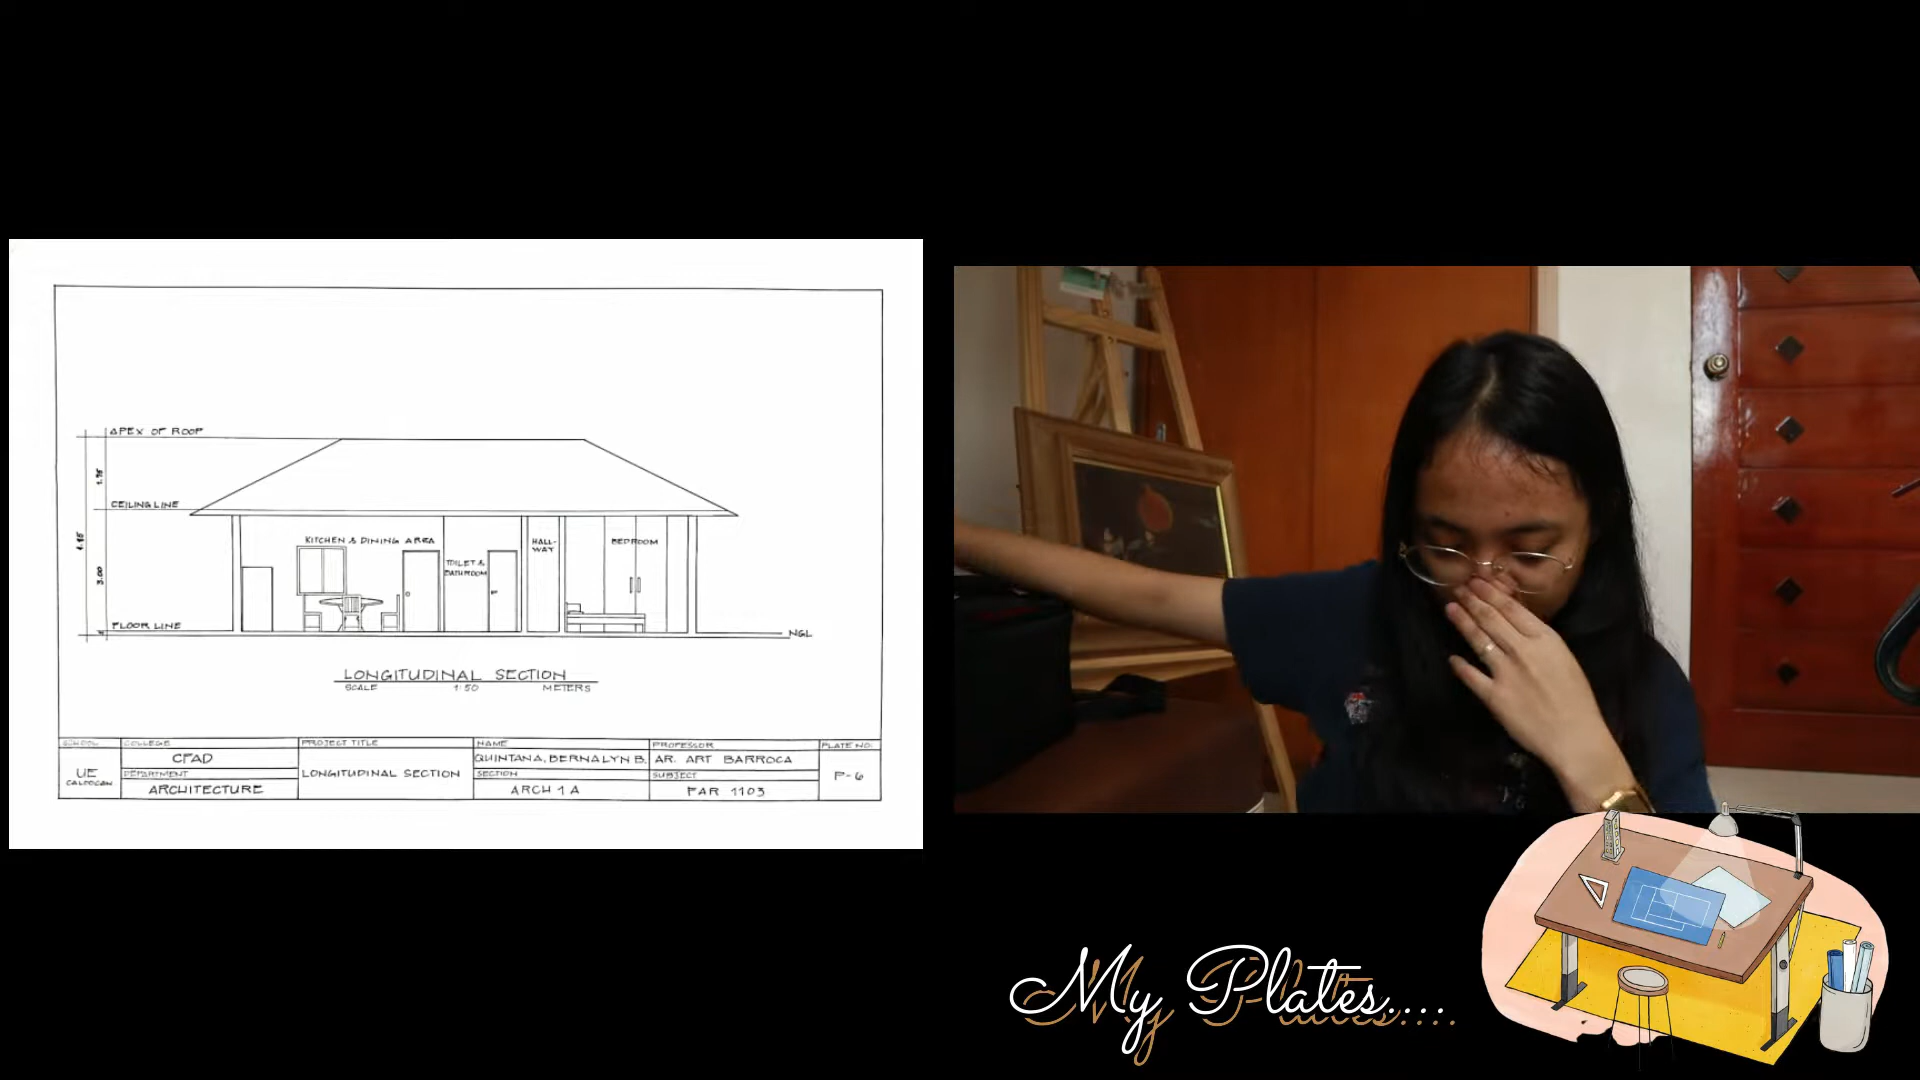 APEX OF ROOF
CEILING LINE
KITCHEN & DINING AREA
HALL-
WAY
BEDROOM
TOILET &
BATHROOM
3.00
FLOOR LINE
NGL
LONGITUDINAL SECTION
SCALE 1:50 METERS
SCHOOL
COLLEGE
PROJECT TITLE
NAME
PROFESSOR
PLATE NO.
UE
CALOOCAN
CFAD
DEPARTMENT
ARCHITECTURE
LONGITUDINAL SECTION
QUINTANA, BERNALYN B.
SECTION
ARCH 1 A
AR. ART BARROCA
SUBJECT
FAR 1103
P-6
My Plates....